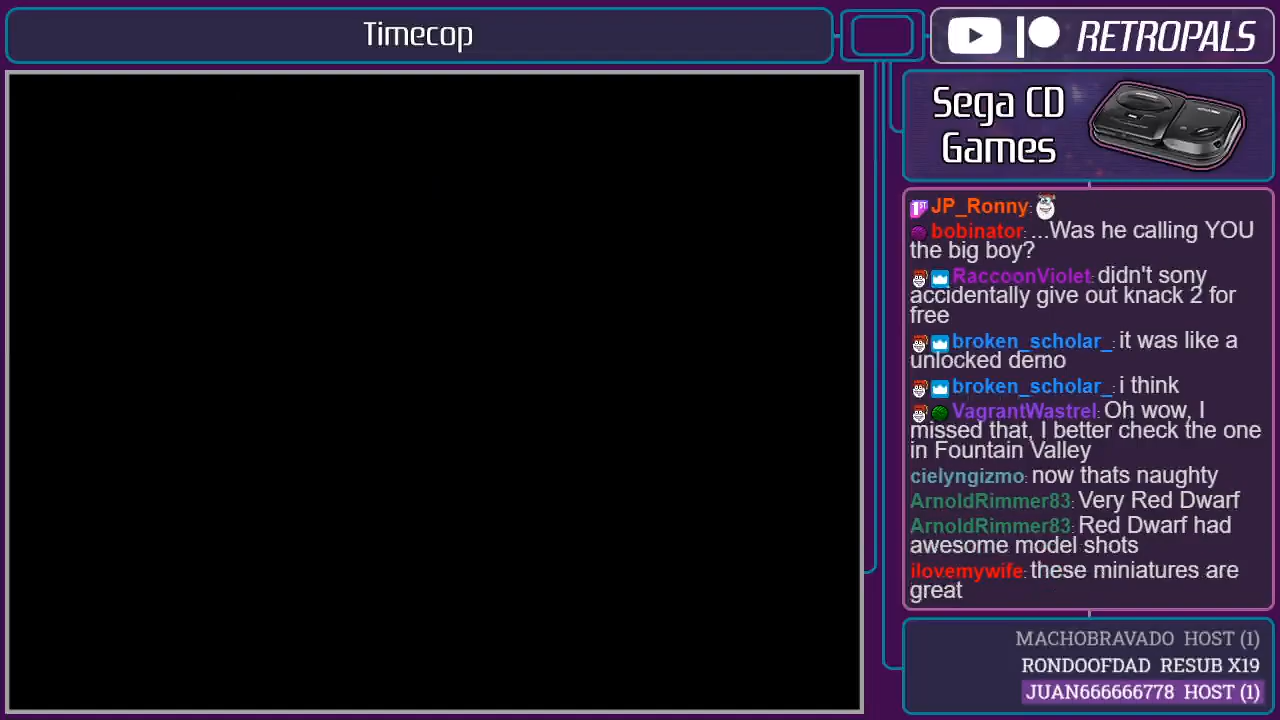 Timecop
RETROPALS
Sega CD
Games
JP_Ronny:
bobinator: ...Was he calling YOU
the big boy?
RaccoonViolet: didn't sony
accidentally give out knack 2 for
free
broken_scholar_: it was like a
unlocked demo
broken_scholar_: i think
VagrantWastrel: Oh wow, I
missed that, I better check the one
in Fountain Valley
cielyngizmo: now thats naughty
ArnoldRimmer83: Very Red Dwarf
ArnoldRimmer83: Red Dwarf had
awesome model shots
ilovemywife: these miniatures are
great
MACHOBRAVADO HOST (1)
RONDOOFDAD RESUB X19
JUAN666666778 HOST (1)